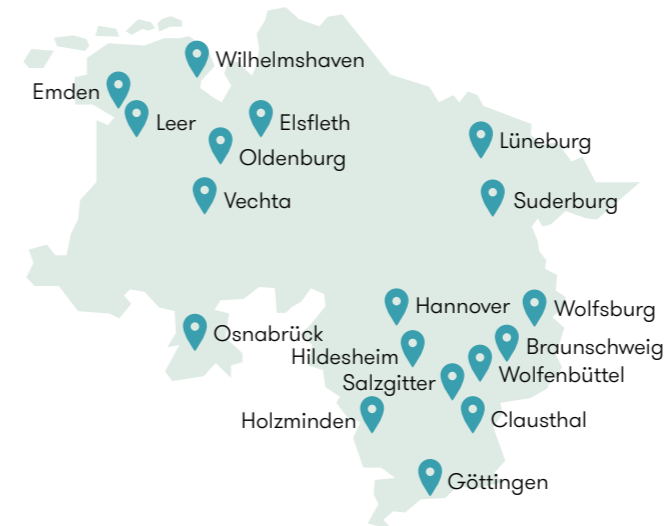 Wilhelmshaven
Emden
Leer
Elsfleth
Oldenburg
Lüneburg
Vechta
Suderburg
Hannover
Wolfsburg
Osnabrück
Hildesheim
Braunschweig
Salzgitter
Wolfenbüttel
Holzminden
Clausthal
Göttingen